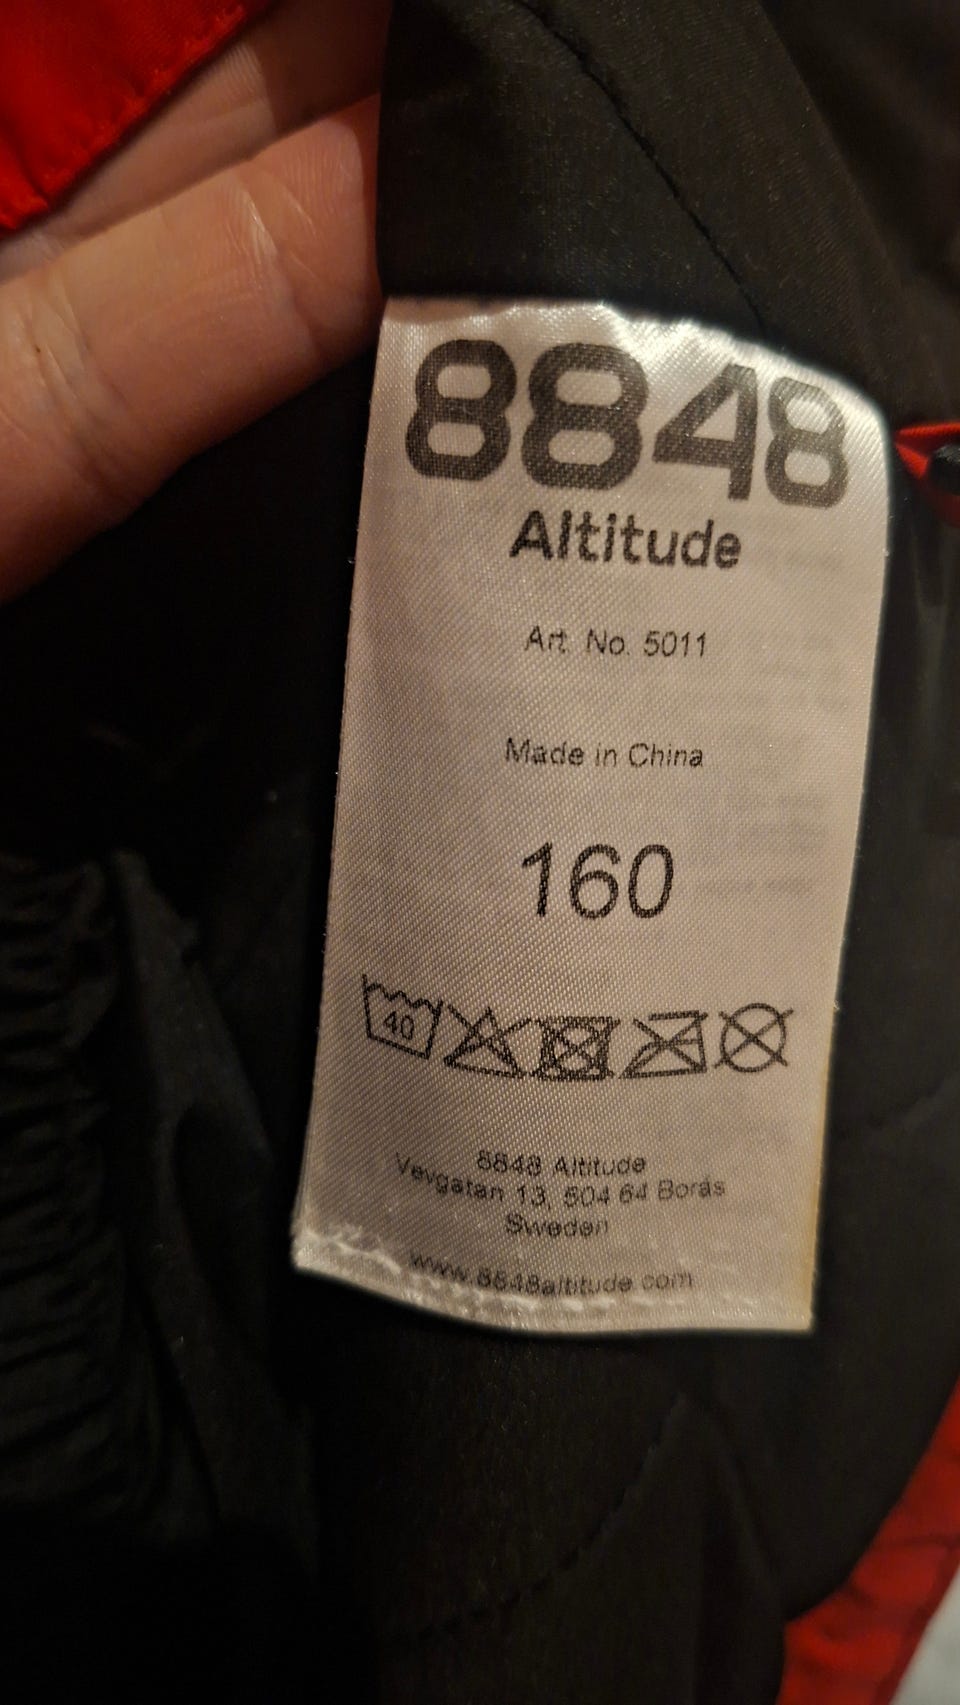 8848
Altitude
Art. No. 5011
Made in China
160
40
8848 Altitude
Vevgatan 13, 504 64 Borås
Sweden
www.8848altitude.com